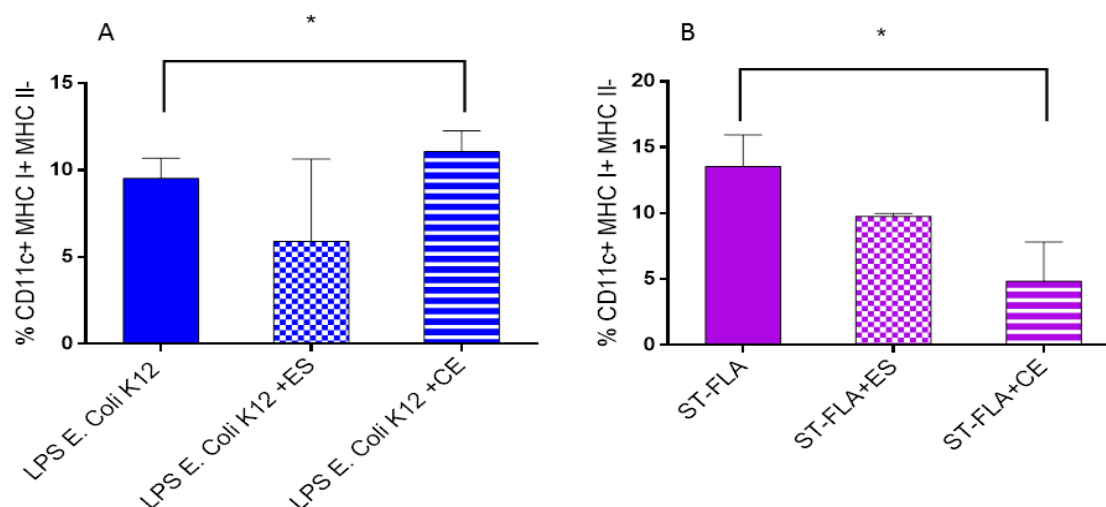 A
*
% CD11c+ MHC I+ MHC II-
15
10
5
0
LPS E. Coli K12
LPS E. Coli K12 +ES
LPS E. Coli K12 +CE
B
*
% CD11c+ MHC I+ MHC II-
20
15
10
5
0
ST-FLA
ST-FLA+ES
ST-FLA+CE